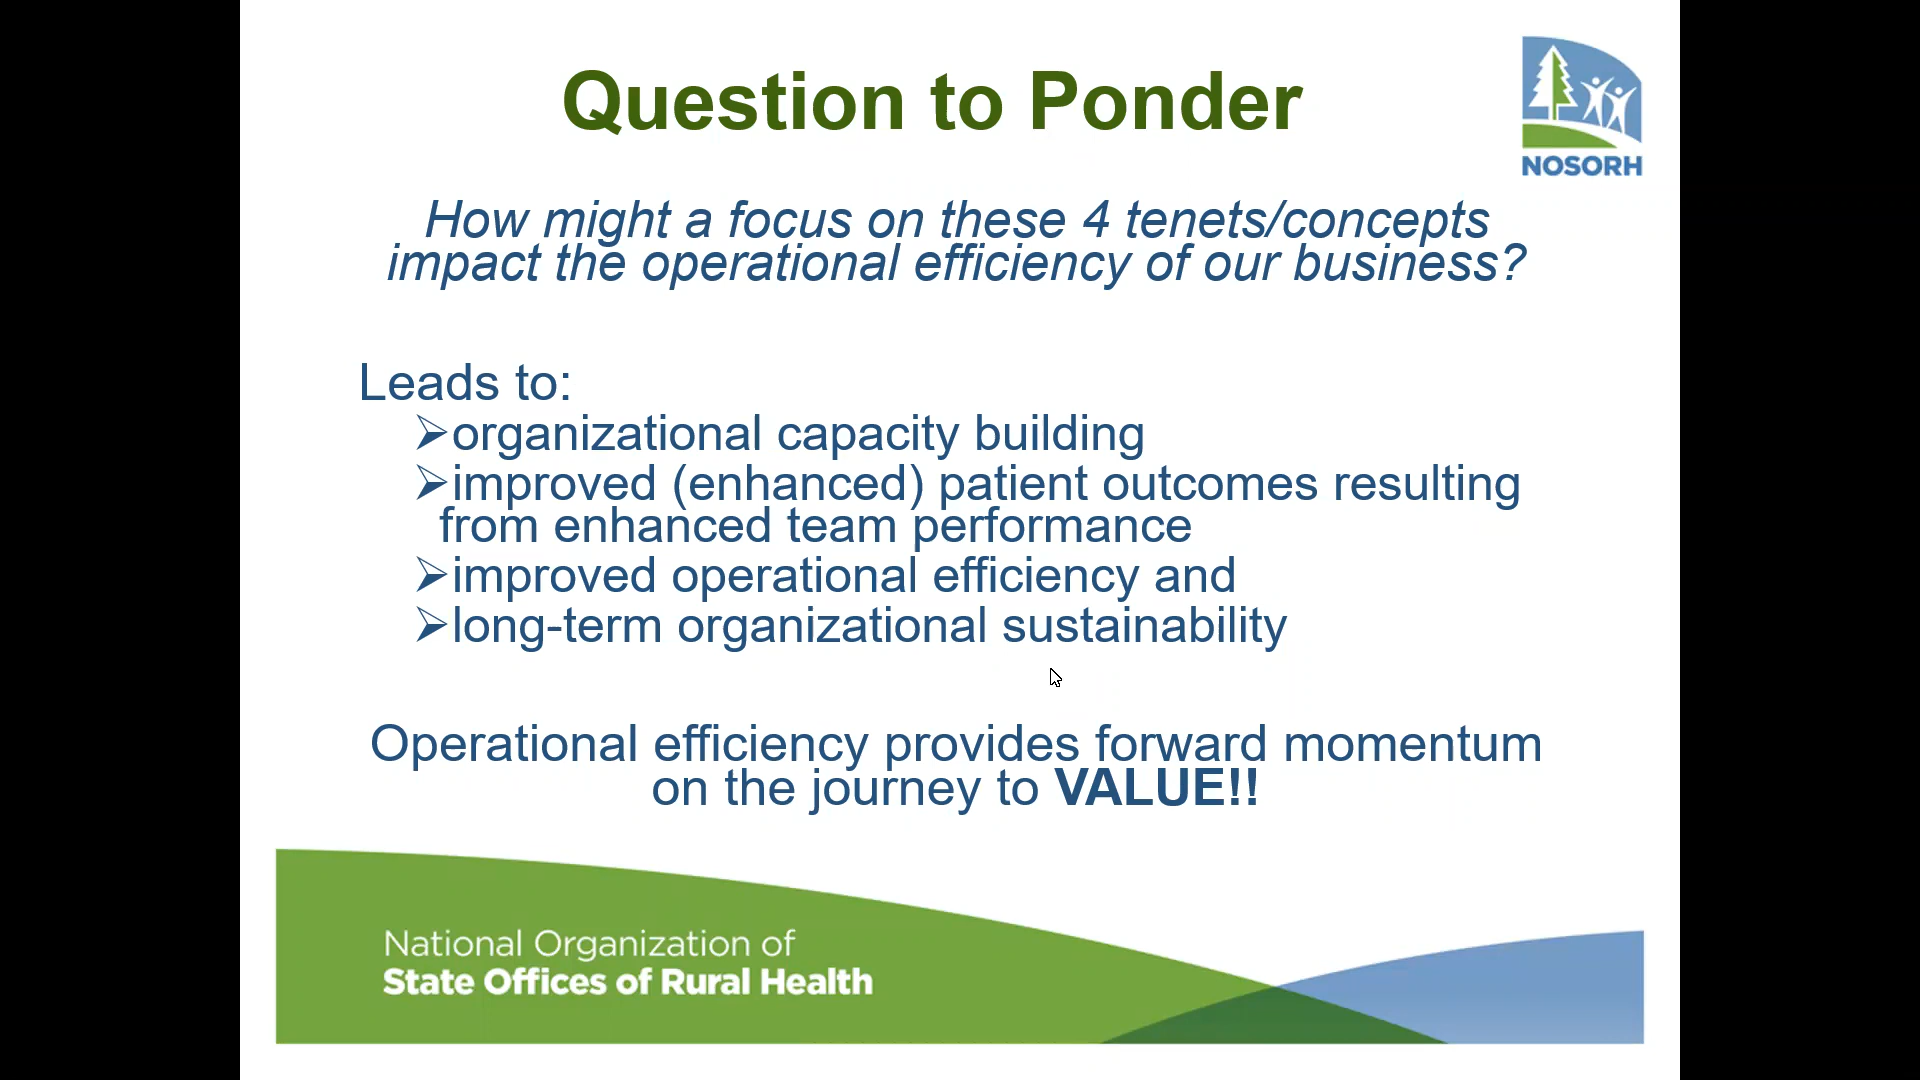 Question to Ponder
NOSORH
How might a focus on these 4 tenets/concepts
impact the operational efficiency of our business?
Leads to:
➢organizational capacity building
➢improved (enhanced) patient outcomes resulting
from enhanced team performance
➢improved operational efficiency and
➢long-term organizational sustainability
Operational efficiency provides forward momentum
on the journey to VALUE!!
National Organization of
State Offices of Rural Health